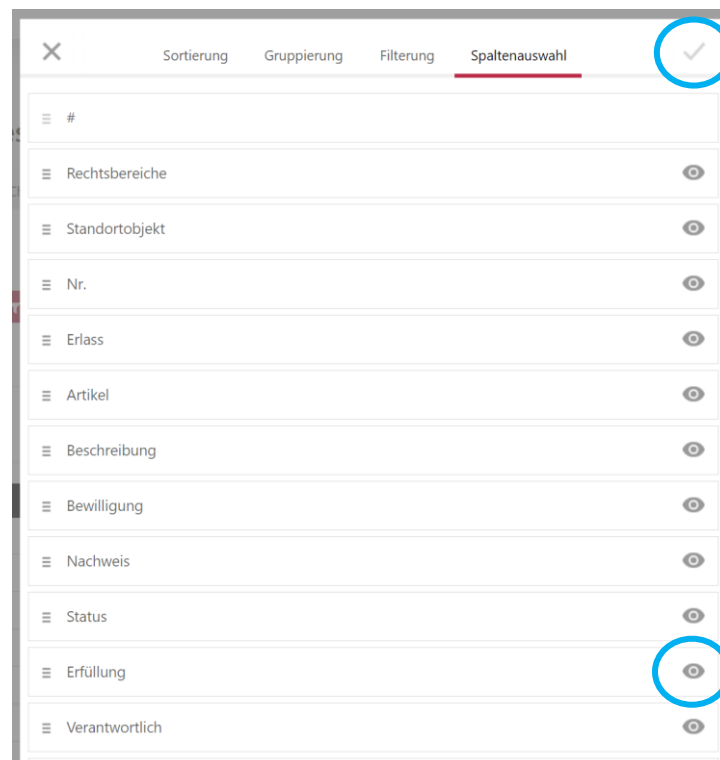 Sortierung Gruppierung Filterung Spaltenauswahl
#
Rechtsbereiche
Standortobjekt
Nr.
Erlass
Artikel
Beschreibung
Bewilligung
Nachweis
Status
Erfüllung
Verantwortlich